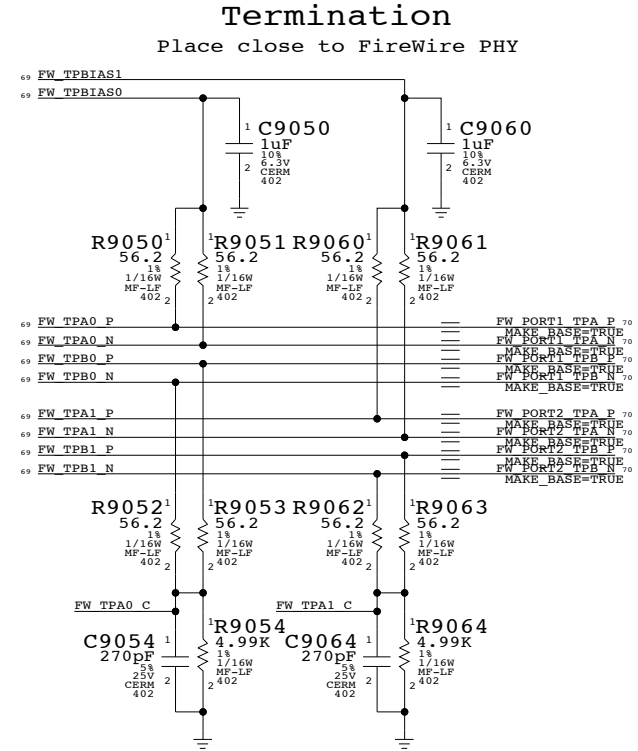 Termination
Place close to FireWire PHY
69 FW_TPBIAS1
69 FW_TPBIAS0
1 C9050
1uF
10%
6.3V
2 CERM
402
1 C9060
1uF
10%
6.3V
2 CERM
402
R9050 1
56.2
1%
1/16W
MF-LF
402 2
1 R9051
56.2
1%
1/16W
MF-LF
2 402
R9060 1
56.2
1%
1/16W
MF-LF
402 2
1 R9061
56.2
1%
1/16W
MF-LF
2 402
69 FW_TPA0_P
FW_PORT1_TPA_P 70
MAKE_BASE=TRUE
69 FW_TPA0_N
FW_PORT1_TPA_N 70
MAKE_BASE=TRUE
69 FW_TPB0_P
FW_PORT1_TPB_P 70
MAKE_BASE=TRUE
69 FW_TPB0_N
FW_PORT1_TPB_N 70
MAKE_BASE=TRUE
69 FW_TPA1_P
FW_PORT2_TPA_P 70
MAKE_BASE=TRUE
69 FW_TPA1_N
FW_PORT2_TPA_N 70
MAKE_BASE=TRUE
69 FW_TPB1_P
FW_PORT2_TPB_P 70
MAKE_BASE=TRUE
69 FW_TPB1_N
FW_PORT2_TPB_N 70
MAKE_BASE=TRUE
R9052 1
56.2
1%
1/16W
MF-LF
402 2
1 R9053
56.2
1%
1/16W
MF-LF
2 402
R9062 1
56.2
1%
1/16W
MF-LF
402 2
1 R9063
56.2
1%
1/16W
MF-LF
2 402
FW_TPA0_C
FW_TPA1_C
C9054 1
270pF
5%
25V
CERM 2
402
1 R9054
4.99K
1%
1/16W
MF-LF
2 402
C9064 1
270pF
5%
25V
CERM 2
402
1 R9064
4.99K
1%
1/16W
MF-LF
2 402